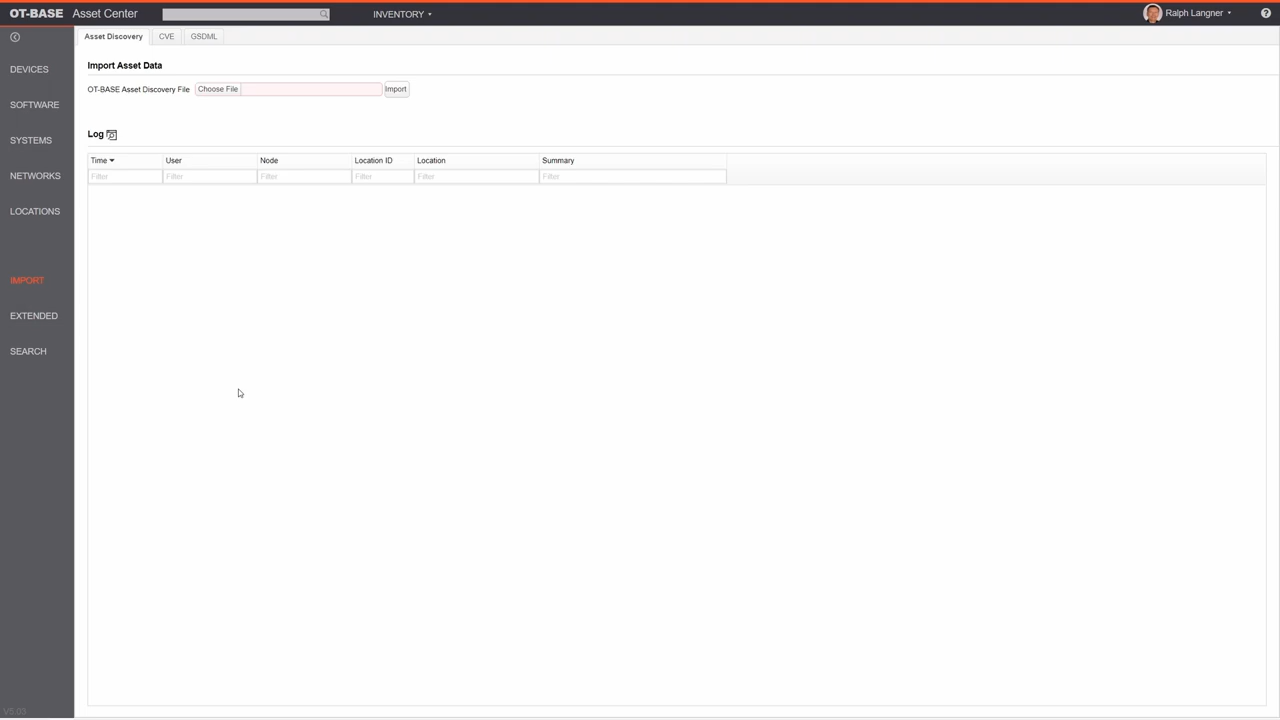 OT-BASE Asset Center INVENTORY Ralph Langner
Asset Discovery CVE GSDML
DEVICES
SOFTWARE
SYSTEMS
NETWORKS
LOCATIONS
IMPORT
EXTENDED
SEARCH
V5.03
Import Asset Data
OT-BASE Asset Discovery File Choose File Import
Log
Time User Node Location ID Location Summary
Filter Filter Filter Filter Filter Filter